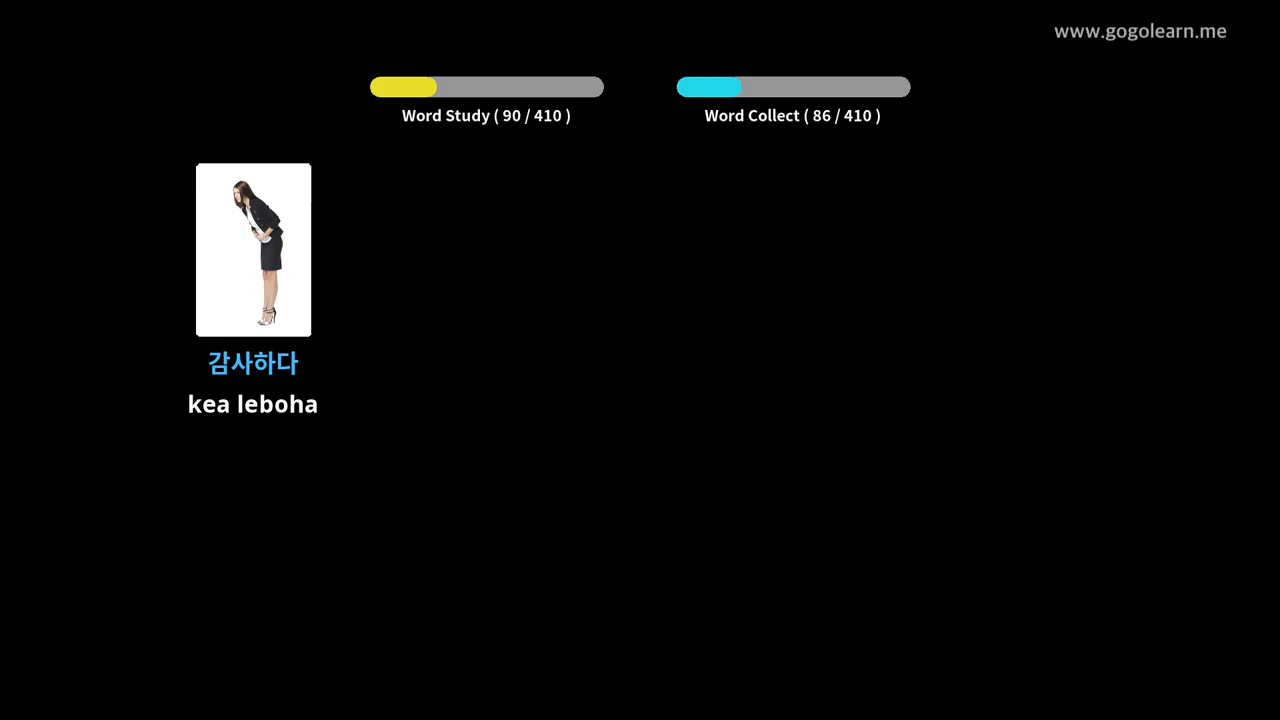 www.gogolearn.me
Word Study ( 90 / 410 )
Word Collect ( 86 / 410 )
감사하다
kea leboha